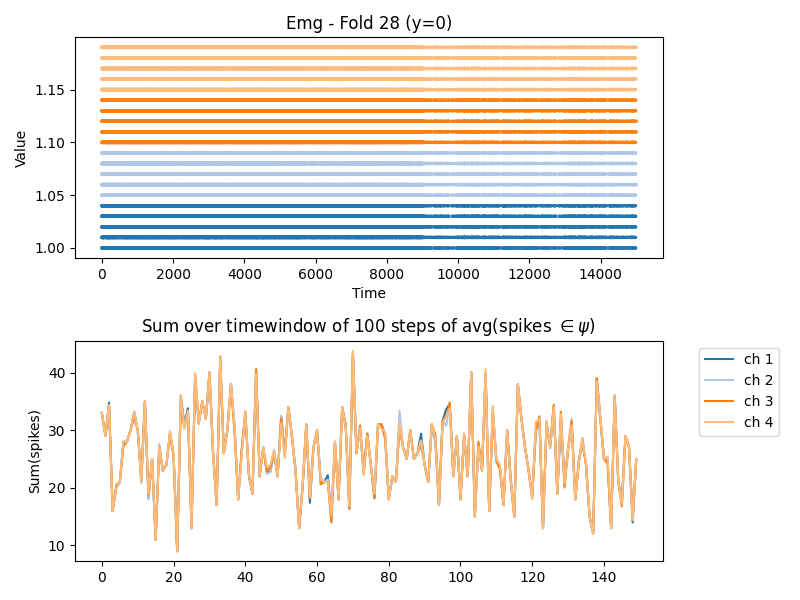 Emg - Fold 28 (y=0)
Value
1.15
1.10
1.05
1.00
0 2000 4000 6000 8000 10000 12000 14000
Time
Sum over timewindow of 100 steps of avg(spikes ∈ψ)
Sum(spikes)
40
30
20
10
0 20 40 60 80 100 120 140
ch 1
ch 2
ch 3
ch 4